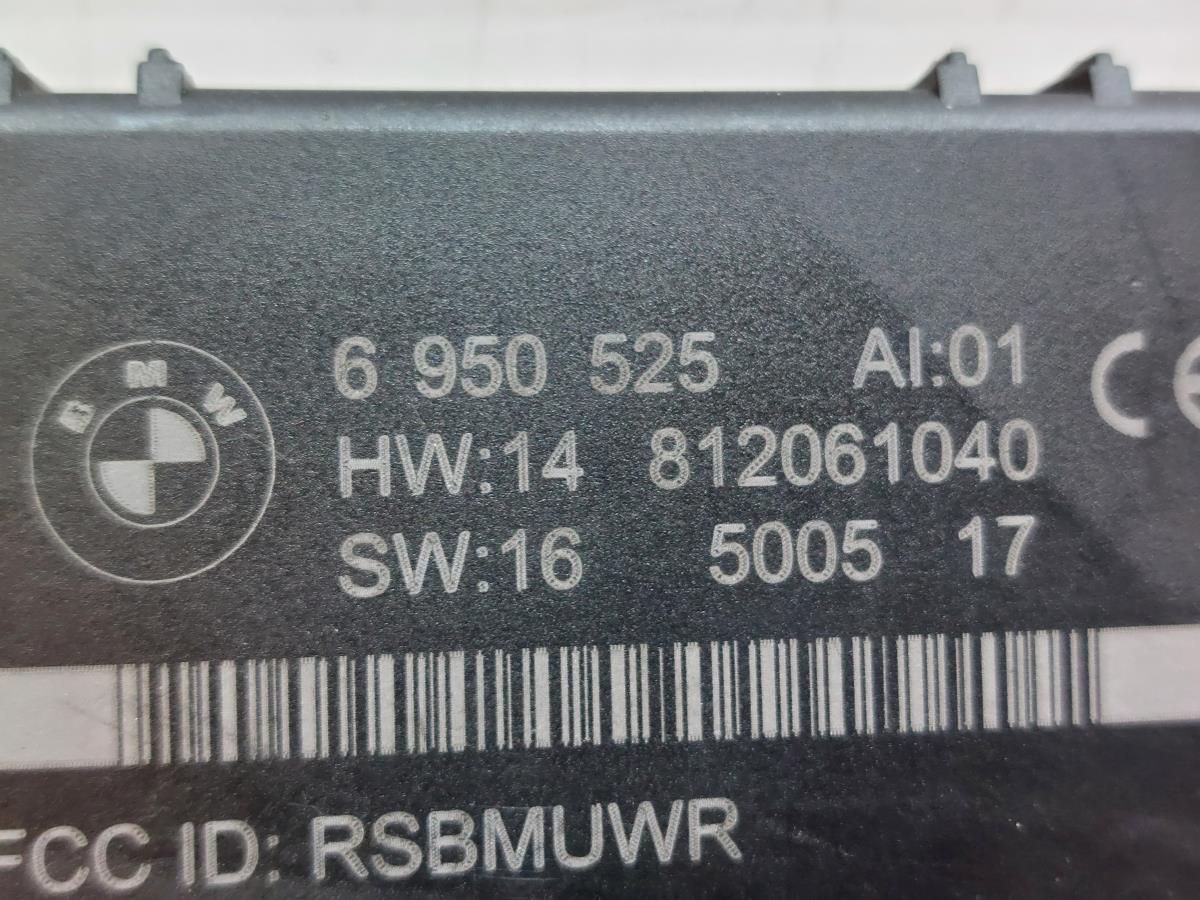 BMW
6 950 525 AI:01
HW:14 812061040
SW:16 5005 17
FCC ID: RSBMUWR